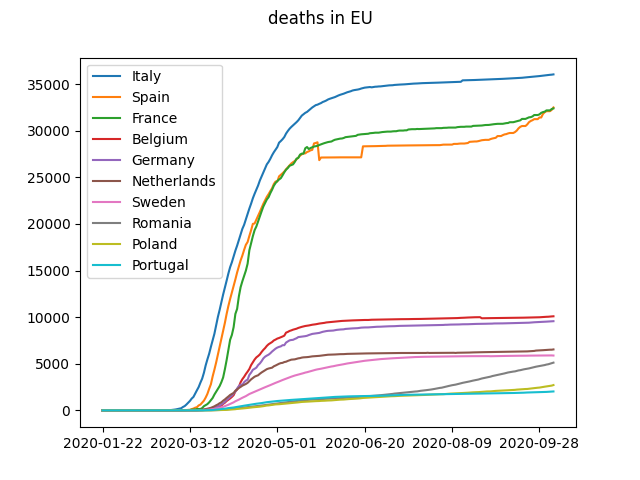 deaths in EU
35000
30000
25000
20000
15000
10000
5000
0
Italy
Spain
France
Belgium
Germany
Netherlands
Sweden
Romania
Poland
Portugal
2020-01-22 2020-03-12 2020-05-01 2020-06-20 2020-08-09 2020-09-28